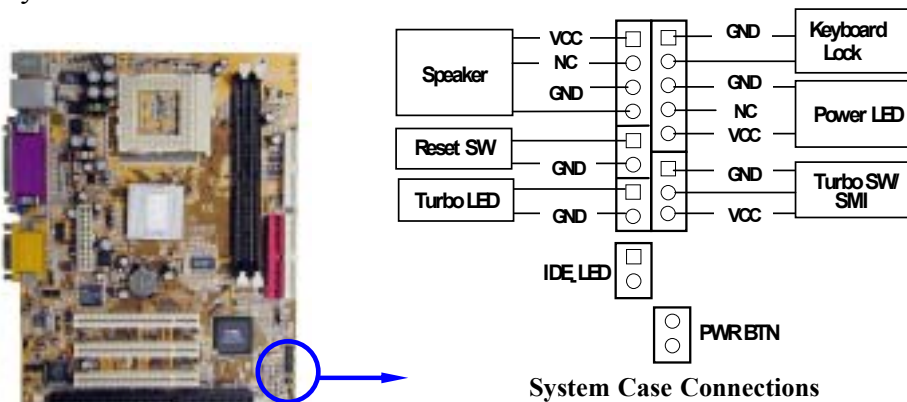 VCC
NC
Speaker
GND
Reset SW
GND
Turbo LED
GND
GND
Keyboard
Lock
GND
NC
Power LED
VCC
GND
Turbo SW/
SMI
VCC
IDE_LED
PWR BTN
System Case Connections